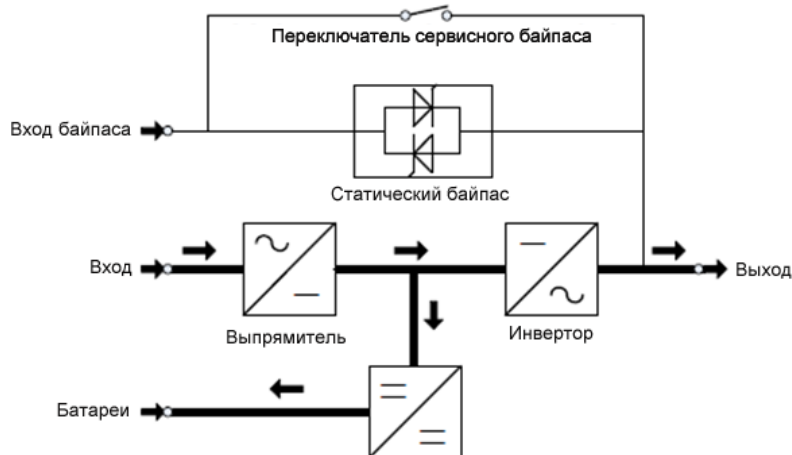 Переключатель сервисного байпаса
Вход байпаса
Статический байпас
Вход
Выход
Выпрямитель
Инвертор
Батареи